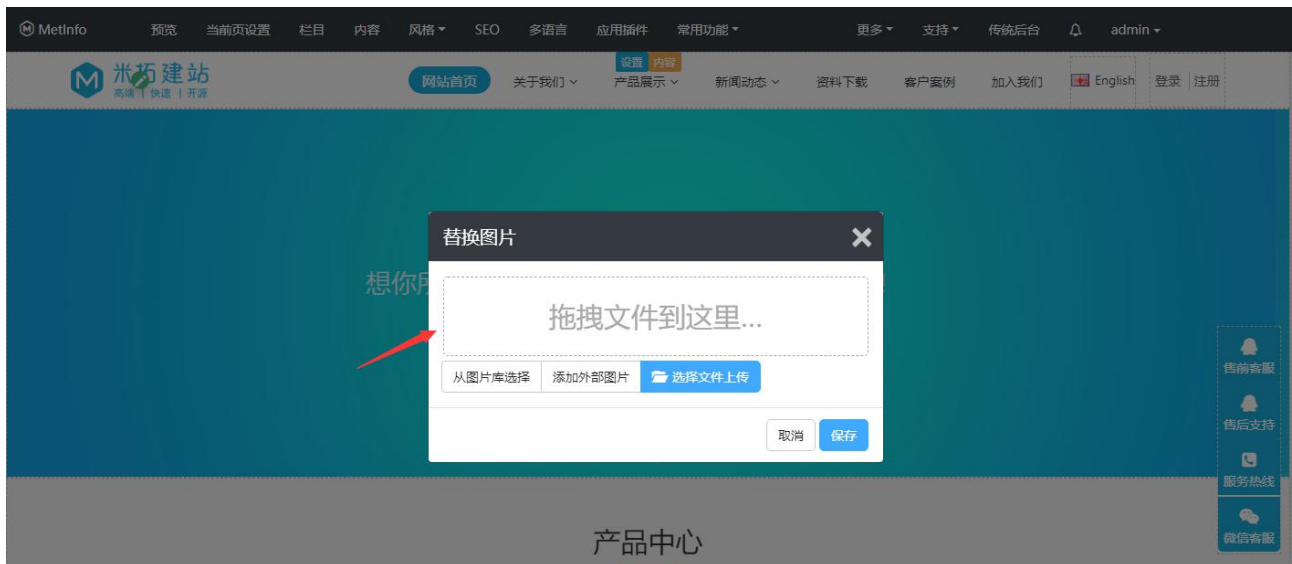 MetInfo 预览 当前页设置 栏目 内容 风格 SEO 多语言 应用插件 常用功能 更多 支持 传统后台 admin
米拓建站
高端 | 快速 | 开源
设置 内容
网站首页 关于我们 产品展示 新闻动态 资料下载 客户案例 加入我们 English 登录 注册
替换图片
想你
拖拽文件到这里...
从图片库选择 添加外部图片 选择文件上传
取消 保存
售前客服
售后支持
服务热线
微信客服
产品中心